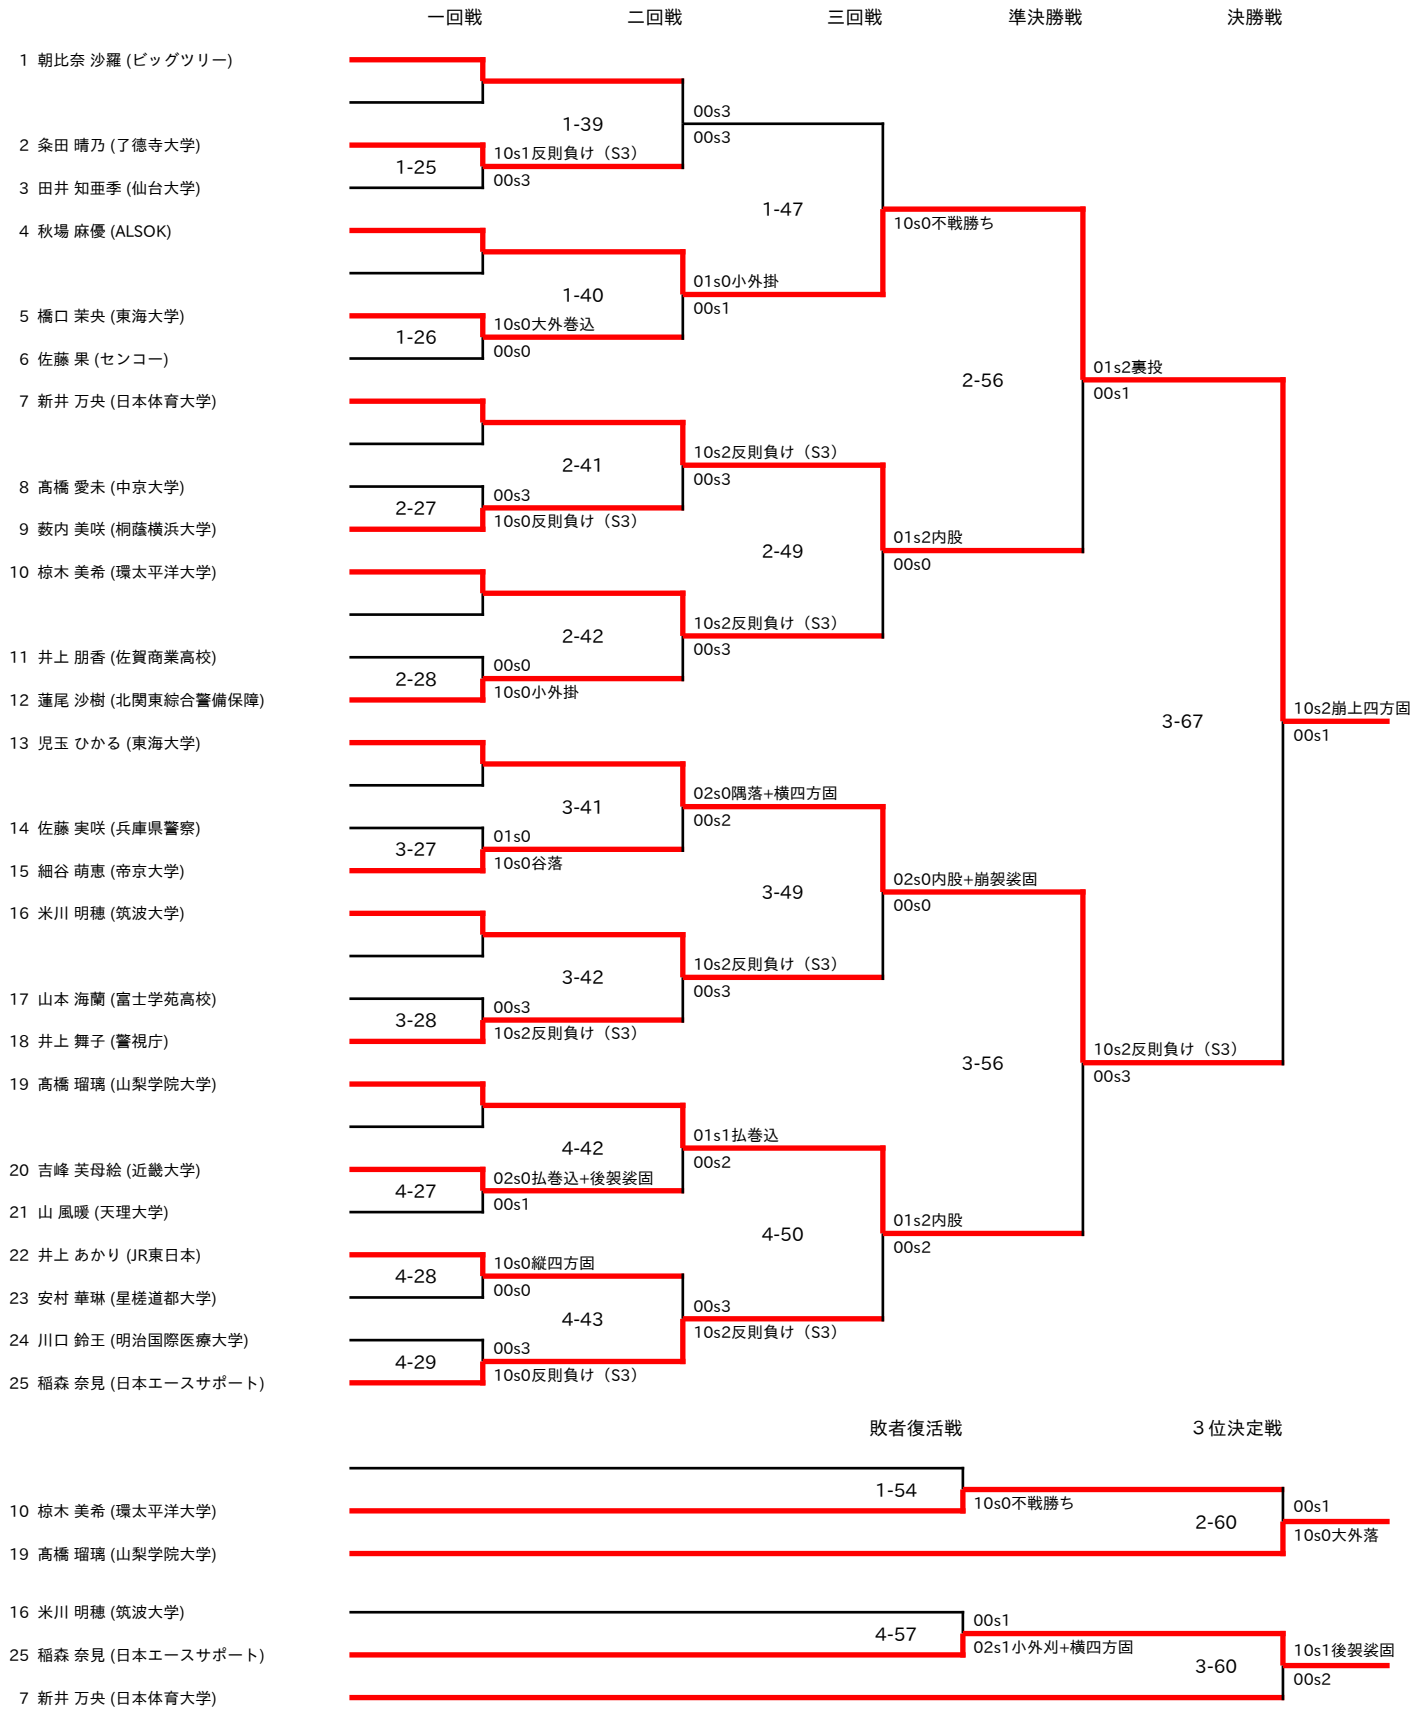 一回戦 二回戦 三回戦 準決勝戦 決勝戦
1 朝比奈 沙羅 (ビッグツリー)
00s3
1-39
00s3
2 粂田 晴乃 (了徳寺大学)
10s1反則負け（S3）
1-25
00s3
3 田井 知亜季 (仙台大学)
1-47
10s0不戦勝ち
4 秋場 麻優 (ALSOK)
01s0小外掛
1-40
00s1
5 橋口 茉央 (東海大学)
10s0大外巻込
1-26
00s0
6 佐藤 果 (センコー)
01s2裏投
2-56
00s1
7 新井 万央 (日本体育大学)
10s2反則負け（S3）
2-41
00s3
8 髙橋 愛未 (中京大学)
00s3
2-27
10s0反則負け（S3）
9 薮内 美咲 (桐蔭横浜大学)
01s2内股
2-49
00s0
10 椋木 美希 (環太平洋大学)
10s2反則負け（S3）
2-42
00s3
11 井上 朋香 (佐賀商業高校)
00s0
2-28
10s0小外掛
12 蓮尾 沙樹 (北関東綜合警備保障)
10s2崩上四方固
3-67
00s1
13 児玉 ひかる (東海大学)
02s0隅落+横四方固
3-41
00s2
14 佐藤 実咲 (兵庫県警察)
01s0
3-27
10s0谷落
15 細谷 萌恵 (帝京大学)
02s0内股+崩袈裟固
3-49
00s0
16 米川 明穂 (筑波大学)
10s2反則負け（S3）
3-42
00s3
17 山本 海蘭 (富士学苑高校)
00s3
3-28
10s2反則負け（S3）
18 井上 舞子 (警視庁)
10s2反則負け（S3）
3-56
00s3
19 髙橋 瑠璃 (山梨学院大学)
01s1払巻込
4-42
00s2
20 吉峰 芙母絵 (近畿大学)
02s0払巻込+後袈裟固
4-27
00s1
21 山 風暖 (天理大学)
01s2内股
4-50
00s2
22 井上 あかり (JR東日本)
10s0縦四方固
4-28
00s0
23 安村 華琳 (星槎道都大学)
00s3
4-43
10s2反則負け（S3）
24 川口 鈴王 (明治国際医療大学)
00s3
4-29
10s0反則負け（S3）
25 稲森 奈見 (日本エースサポート)
敗者復活戦 ３位決定戦
1-54
10s0不戦勝ち
10 椋木 美希 (環太平洋大学)
00s1
2-60
10s0大外落
19 髙橋 瑠璃 (山梨学院大学)
16 米川 明穂 (筑波大学)
00s1
4-57
02s1小外刈+横四方固
25 稲森 奈見 (日本エースサポート)
10s1後袈裟固
3-60
00s2
7 新井 万央 (日本体育大学)